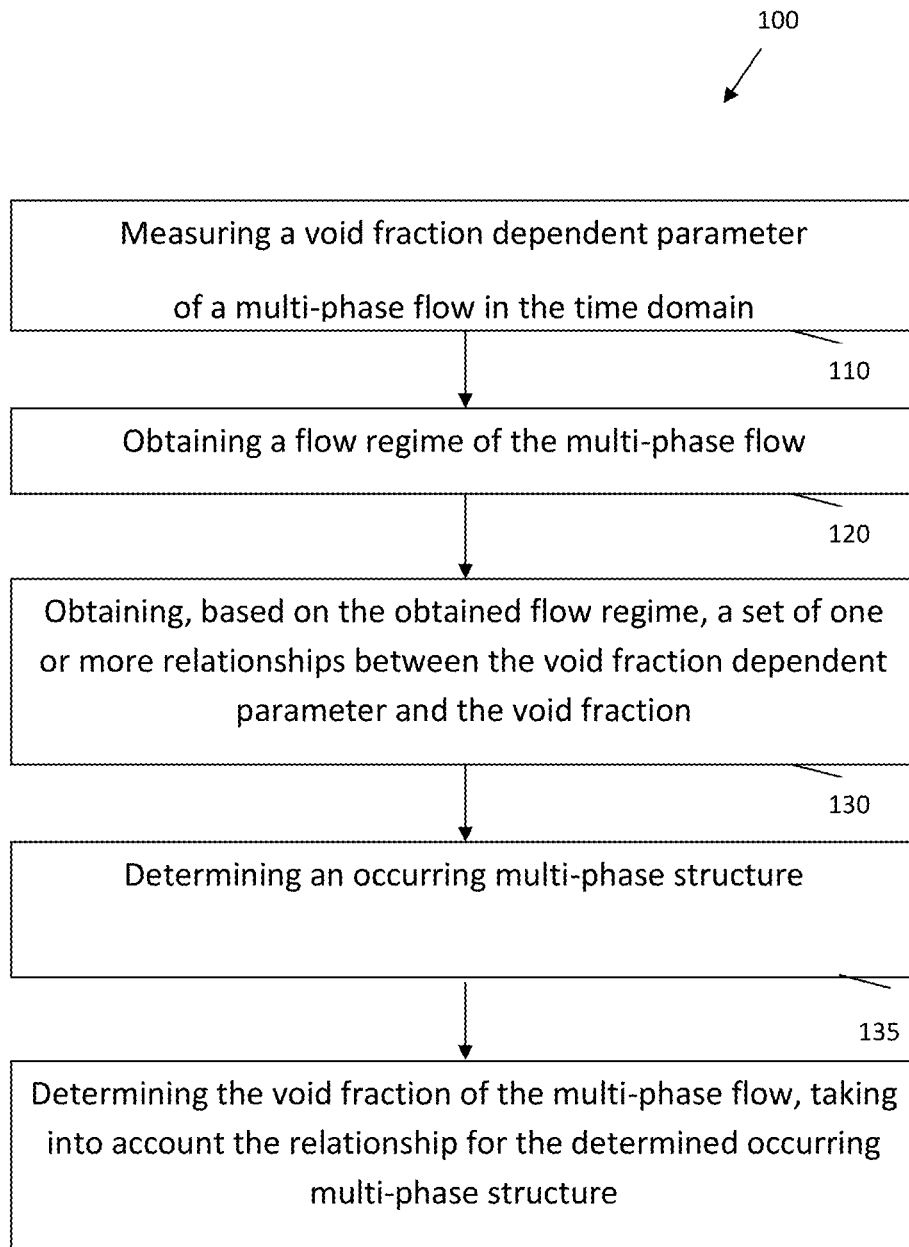 100
Measuring a void fraction dependent parameter
of a multi-phase flow in the time domain
110
Obtaining a flow regime of the multi-phase flow
120
Obtaining, based on the obtained flow regime, a set of one
or more relationships between the void fraction dependent
parameter and the void fraction
130
Determining an occurring multi-phase structure
135
Determining the void fraction of the multi-phase flow, taking
into account the relationship for the determined occurring
multi-phase structure